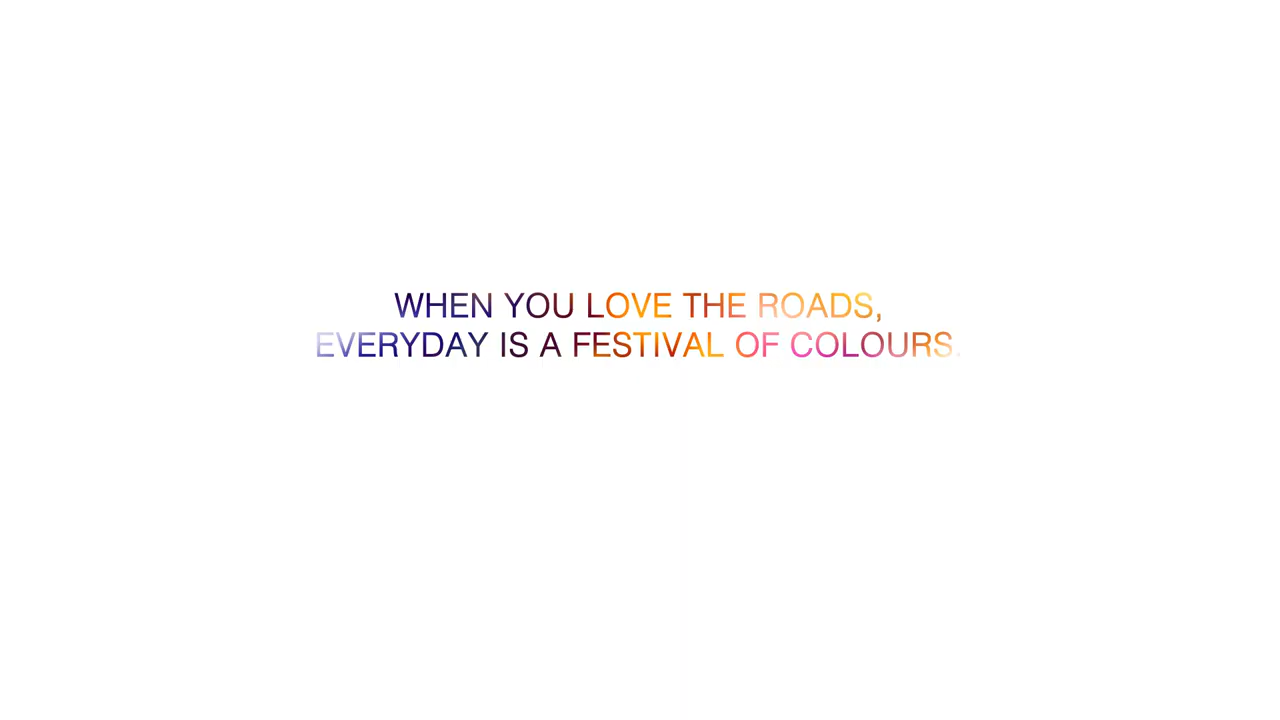 WHEN YOU LOVE THE ROADS,
EVERYDAY IS A FESTIVAL OF COLOURS.